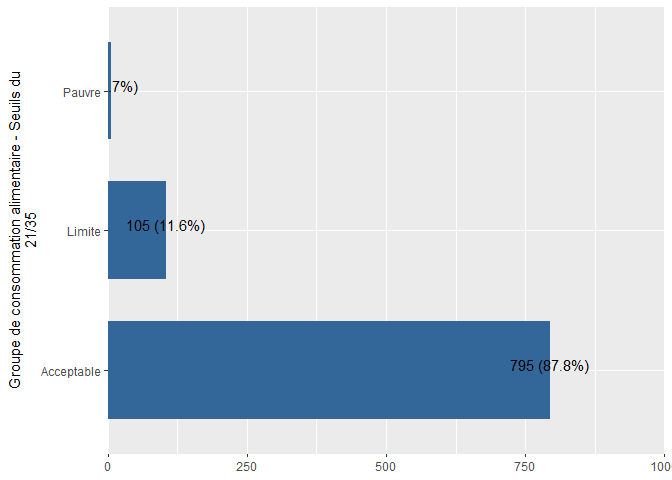 Groupe de consommation alimentaire - Seuils du
21/35
Pauvre
7%)
Limite
105 (11.6%)
Acceptable
795 (87.8%)
0
250
500
750
100